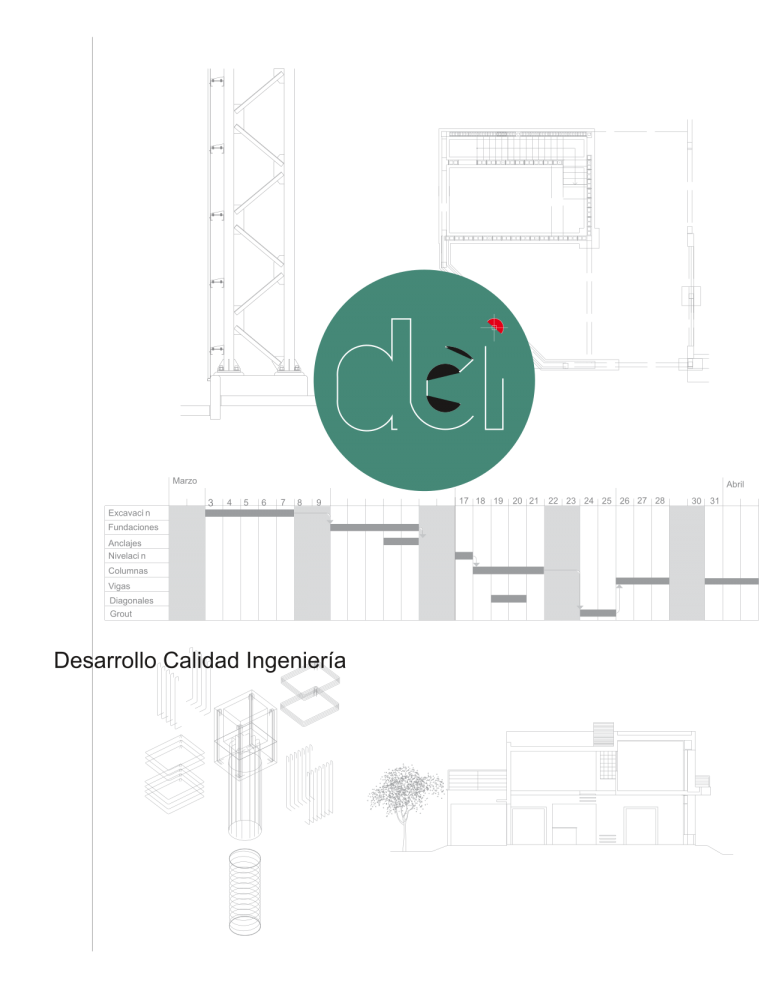 dci
Marzo
Abril
3 4 5 6 7 8 9 17 18 19 20 21 22 23 24 25 26 27 28 30 31
Excavaci n
Fundaciones
Anclajes
Nivelaci n
Columnas
Vigas
Diagonales
Grout
Desarrollo Calidad Ingeniería